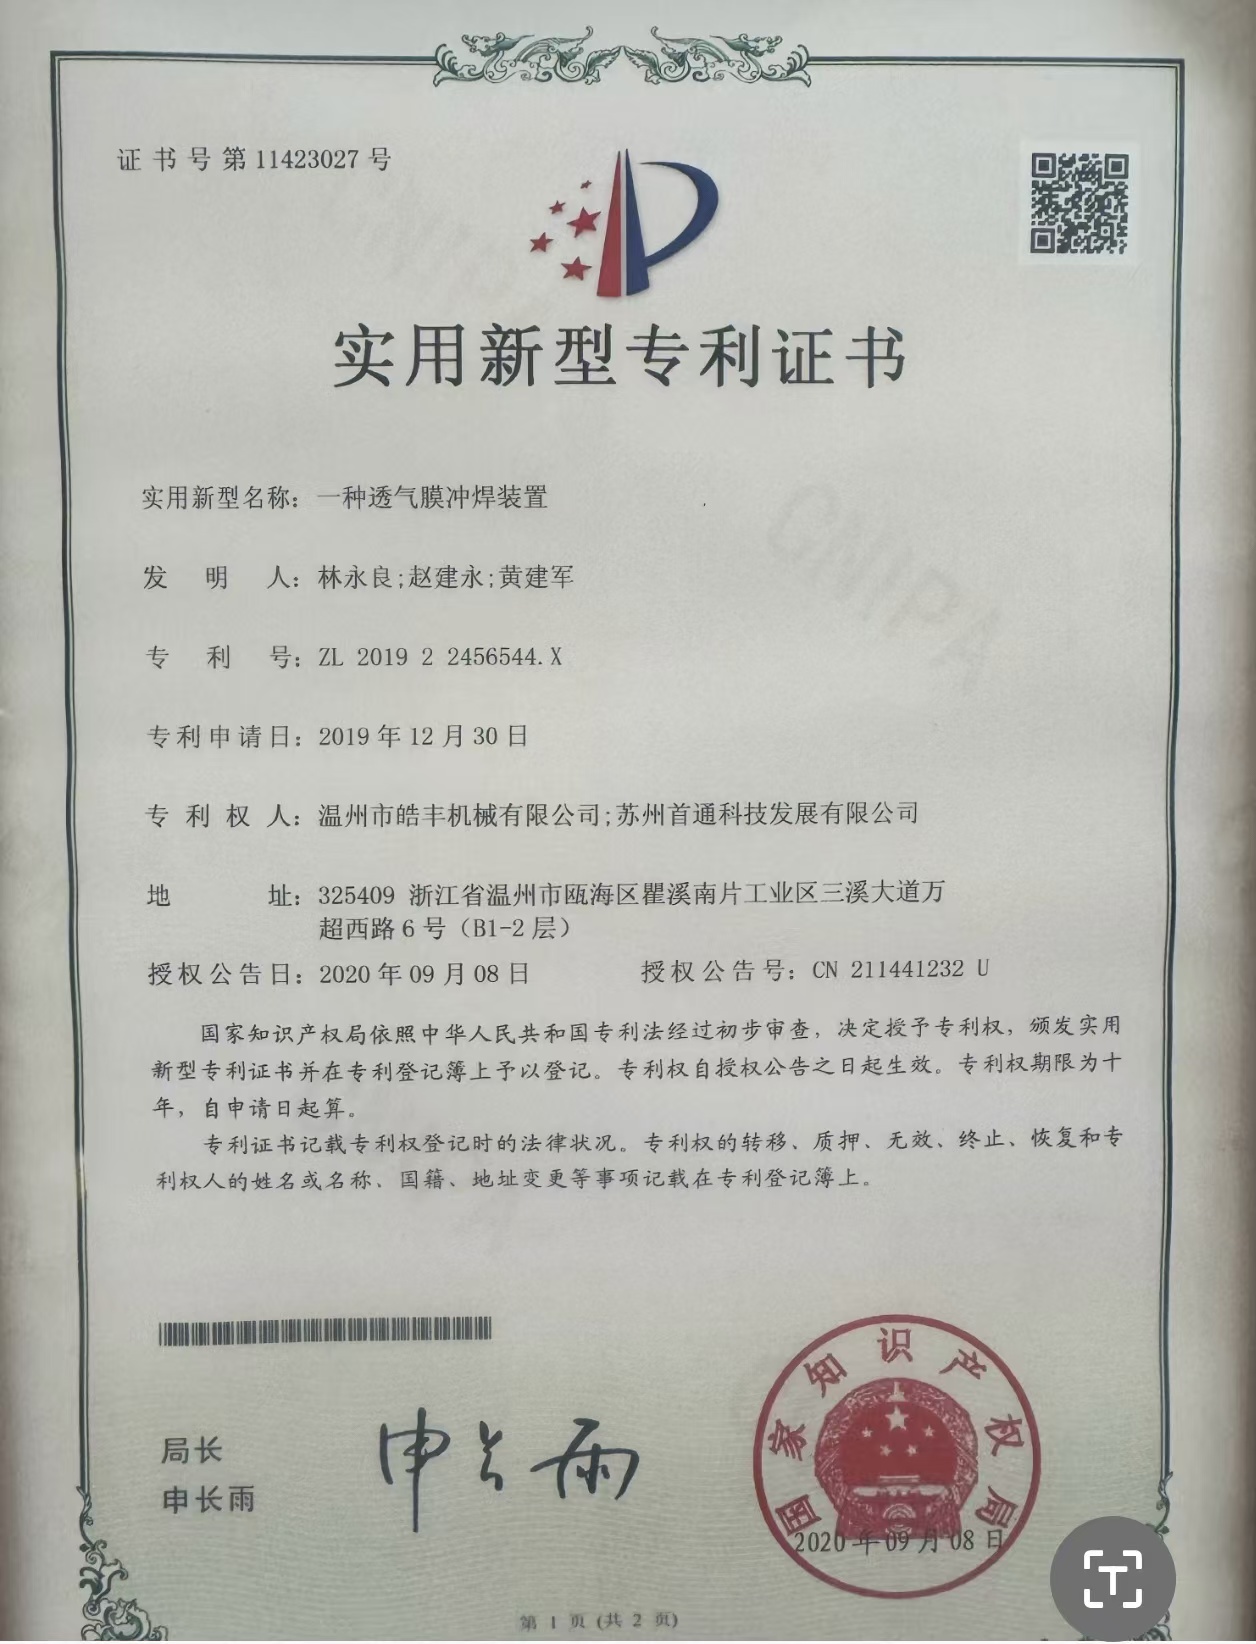 证书号第11423027号
实用新型专利证书
实用新型名称：一种透气膜冲焊装置
发明人：林永良;赵建永;黄建军
专利号：ZL 2019 2 2456544.X
专利申请日：2019年12月30日
专利权人：温州市皓丰机械有限公司;苏州首通科技发展有限公司
地址：325409 浙江省温州市瓯海区瞿溪南片工业区三溪大道万
超西路6号（B1-2层）
授权公告日：2020年09月08日 授权公告号：CN 211441232 U
国家知识产权局依照中华人民共和国专利法经过初步审查，决定授予专利权，颁发实用
新型专利证书并在专利登记簿上予以登记。专利权自授权公告之日起生效。专利权期限为十
年，自申请日起算。
专利证书记载专利权登记时的法律状况。专利权的转移、质押、无效、终止、恢复和专
利权人的姓名或名称、国籍、地址变更等事项记载在专利登记簿上。
局长
申长雨
申长雨
国家知识产权局
2020年09月08日
第 1 页 (共 2 页)
CNIPA